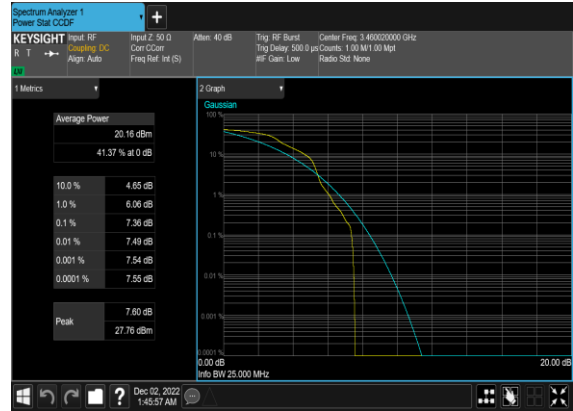 Spectrum Analyzer 1
Power Stat CCDF
KEYSIGHT
R T
LXI
Input: RF
Coupling: DC
Align: Auto
Input Z: 50 Ω
Corr CCorr
Freq Ref: Int (S)
Atten: 40 dB
Trig: RF Burst
Trig Delay: 500.0 µs
#IF Gain: Low
Center Freq: 3.460020000 GHz
Counts: 1.00 M/1.00 Mpt
Radio Std: None
1 Metrics
Average Power
20.16 dBm
41.37 % at 0 dB
10.0 % 4.65 dB
1.0 % 6.06 dB
0.1 % 7.36 dB
0.01 % 7.49 dB
0.001 % 7.54 dB
0.0001 % 7.55 dB
Peak
7.60 dB
27.76 dBm
2 Graph
Gaussian
100 %
10 %
1 %
0.1 %
0.01 %
0.001 %
0.0001 %
0.00 dB 20.00 dB
Info BW 25.000 MHz
?
Dec 02, 2022
1:45:57 AM